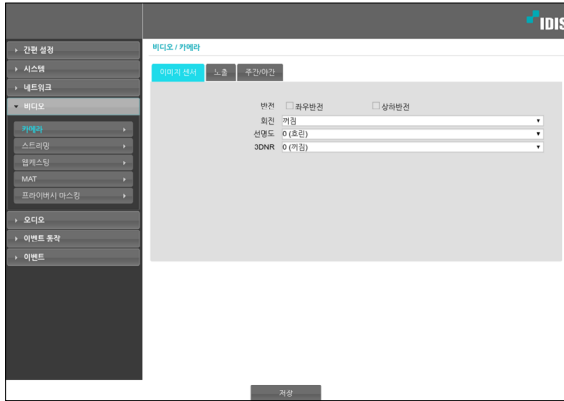 IDIS
간편 설정
시스템
네트워크
비디오
카메라
스트리밍
웹캐스팅
MAT
프라이버시 마스킹
오디오
이벤트 동작
이벤트
비디오 / 카메라
이미지 센서 노출 주간/야간
반전 좌우반전 상하반전
회전 꺼짐
선명도 0 (흐린)
3DNR 0 (꺼짐)
저장